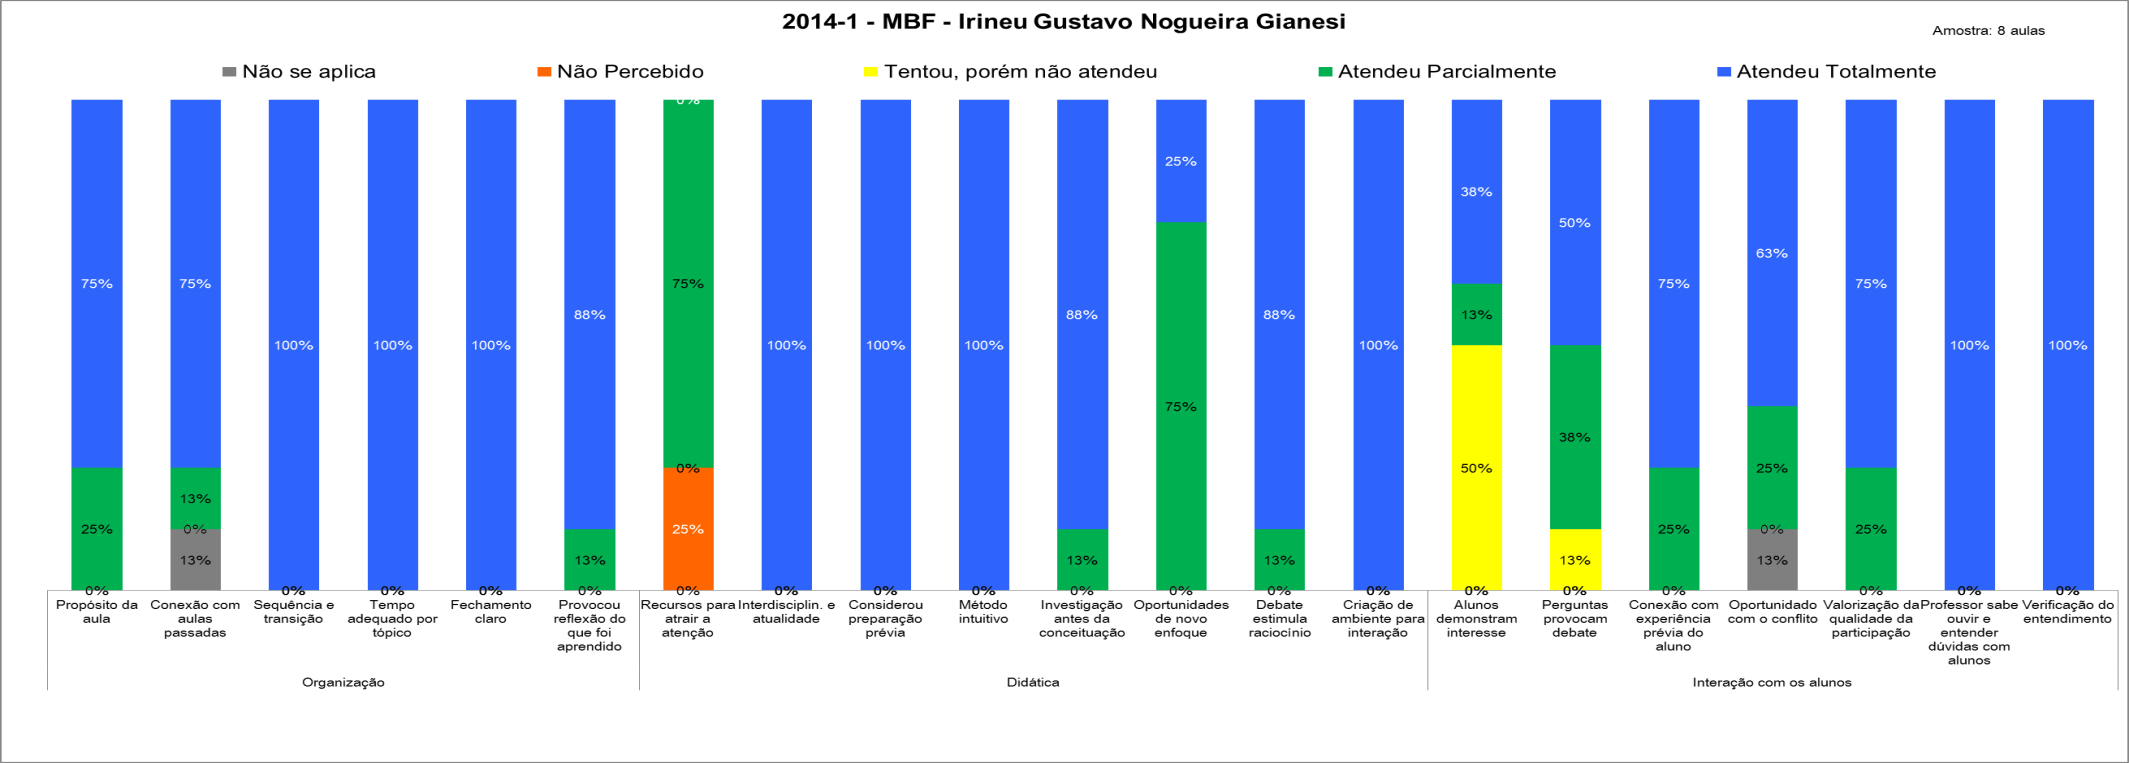 2014-1 - MBF - Irineu Gustavo Nogueira Gianesi
Amostra: 8 aulas
Não se aplica
Não Percebido
Tentou, porém não atendeu
Atendeu Parcialmente
Atendeu Totalmente
75%
25%
0%
75%
13%
0%
13%
100%
0%
100%
0%
100%
0%
88%
13%
0%
0%
75%
0%
25%
0%
100%
0%
100%
0%
100%
0%
88%
13%
0%
25%
75%
0%
88%
13%
0%
100%
0%
38%
13%
50%
0%
50%
38%
13%
0%
75%
25%
0%
63%
25%
0%
13%
75%
25%
0%
100%
0%
100%
0%
Propósito da
aula
Conexão com
aulas
passadas
Sequência e
transição
Tempo
adequado por
tópico
Fechamento
claro
Provocou
reflexão do
que foi
aprendido
Recursos para
atrair a
atenção
Interdisciplin. e
atualidade
Considerou
preparação
prévia
Método
intuitivo
Investigação
antes da
conceituação
Oportunidades
de novo
enfoque
Debate
estimula
raciocínio
Criação de
ambiente para
interação
Alunos
demonstram
interesse
Perguntas
provocam
debate
Conexão com
experiência
prévia do
aluno
Oportunidado
com o conflito
Valorização da
qualidade da
participação
Professor sabe
ouvir e
entender
dúvidas com
alunos
Verificação do
entendimento
Organização
Didática
Interação com os alunos